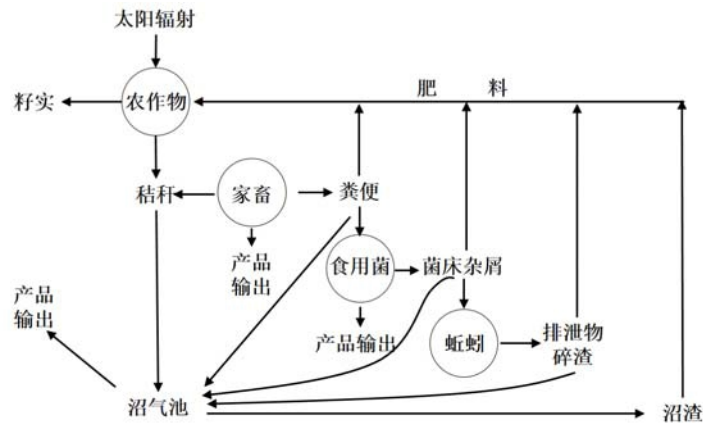 太阳辐射
籽实
农作物
肥 料
秸秆
家畜
粪便
产品
输出
食用菌
菌床杂屑
产品
输出
产品输出
蚯蚓
排泄物
碎渣
沼气池
沼渣